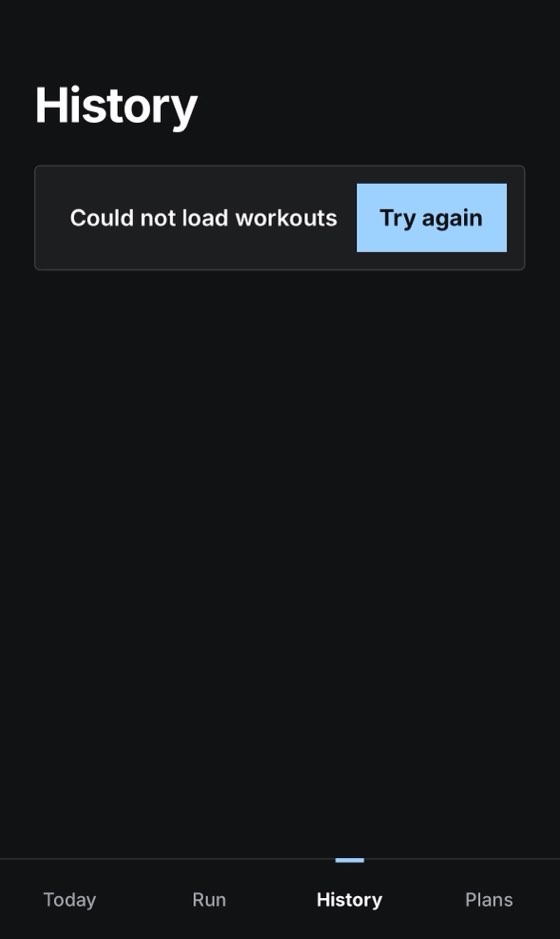 History
Could not load workouts
Try again
Today
Run
History
Plans